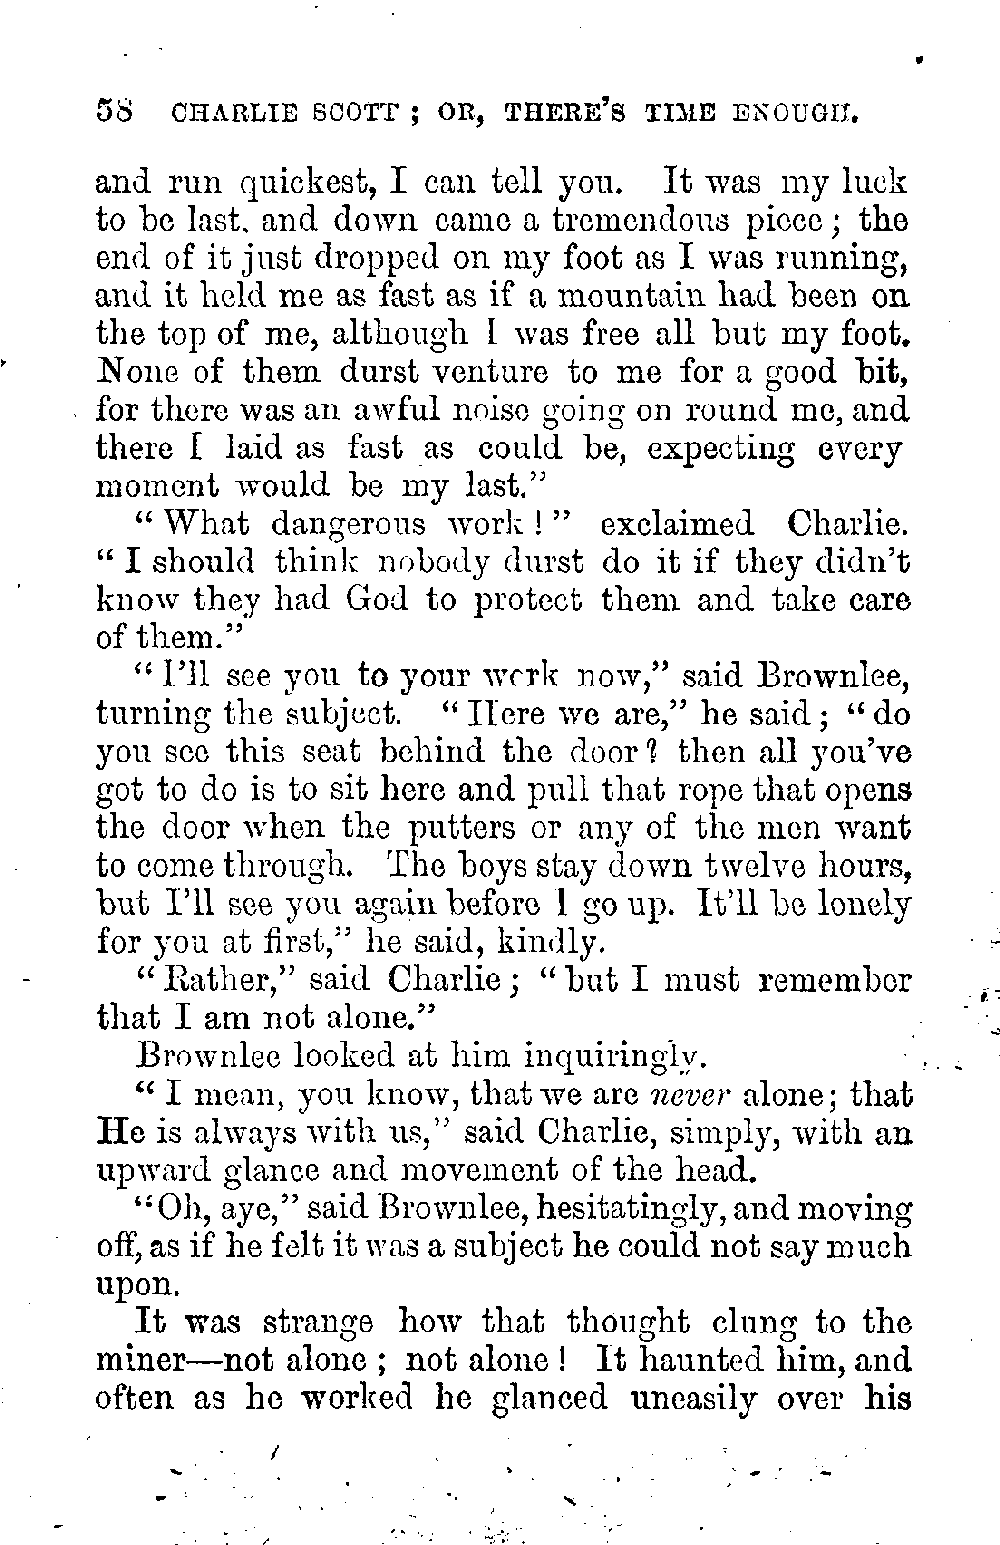 58 CHARLIE SCOTT ; OR, THERE'S TIME ENOUGH.
and run quickest, I can tell you. It was my luck
to be last, and down came a tremendous piece ; the
end of it just dropped on my foot as I was running,
and it held me as fast as if a mountain had been on
the top of me, although I was free all but my foot.
None of them durst venture to me for a good bit,
for there was an awful noise going on round me, and
there I laid as fast as could be, expecting every
moment would be my last."
" What dangerous work ! " exclaimed Charlie.
" I should think nobody durst do it if they didn't
know they had God to protect them and take care
of them."
" I'll see you to your work now," said Brownlee,
turning the subject. " Here we are," he said ; " do
you see this seat behind the door ? then all you've
got to do is to sit here and pull that rope that opens
the door when the putters or any of the men want
to come through. The boys stay down twelve hours,
but I'll see you again before I go up. It'll be lonely
for you at first," he said, kindly.
" Rather," said Charlie ; " but I must remember
that I am not alone."
Brownlee looked at him inquiringly.
" I mean, you know, that we are never alone; that
He is always with us," said Charlie, simply, with an
upward glance and movement of the head.
"Oh, aye," said Brownlee, hesitatingly, and moving
off, as if he felt it was a subject he could not say much
upon.
It was strange how that thought clung to the
miner—not alone ; not alone ! It haunted him, and
often as he worked he glanced uneasily over his